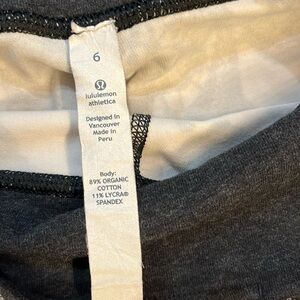 6
lululemon
athletica
Designed in
Vancouver
Made in
Peru
Body:
89% ORGANIC
COTTON
11% LYCRA®
SPANDEX